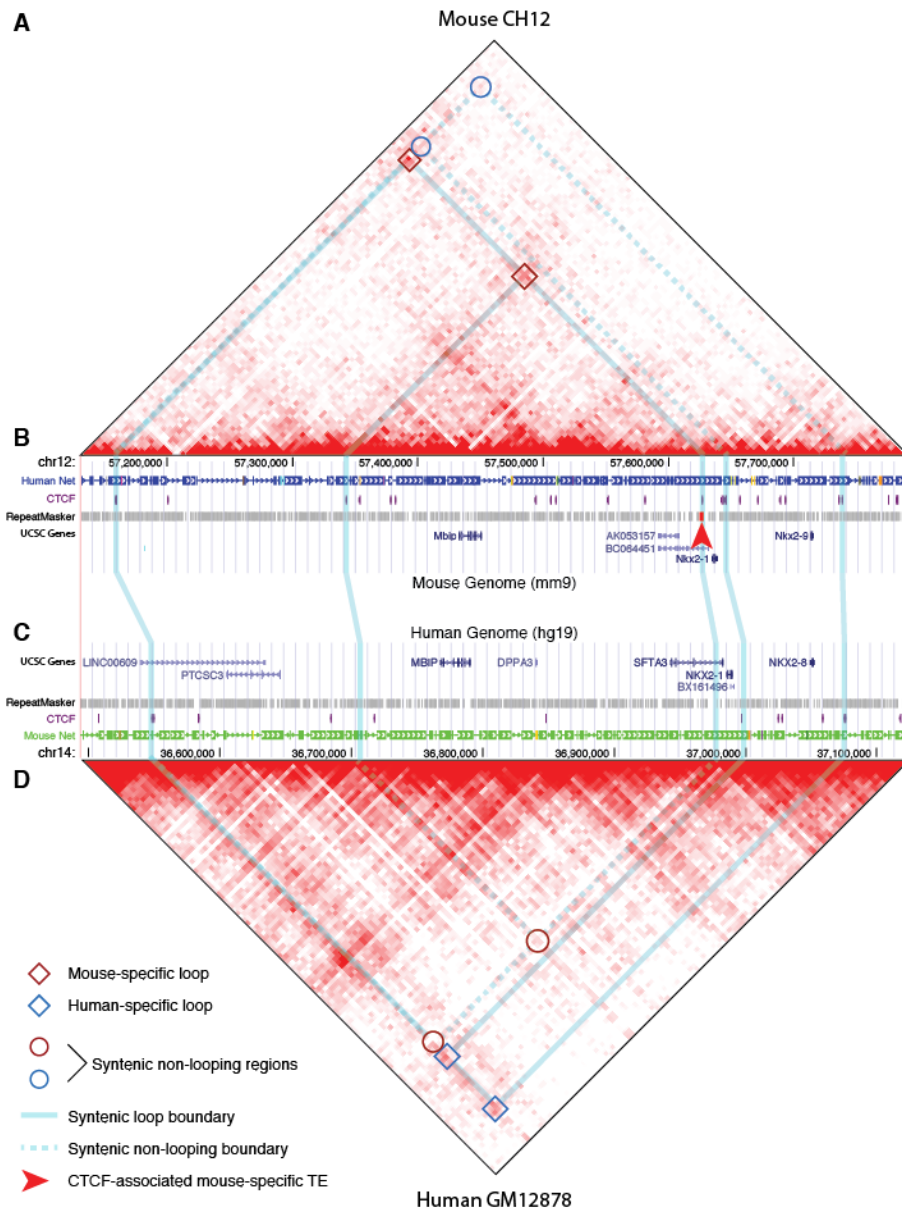 A
Mouse CH12
B
chr12:
57,200,000
57,300,000
57,400,000
57,500,000
57,600,000
57,700,000
Human Net
CTCF
RepeatMasker
UCSC Genes
Mbip
AK053157
BC064451
Nkx2-1
Nkx2-9
Mouse Genome (mm9)
C
Human Genome (hg19)
UCSC Genes
LINC00609
PTCSC3
MBIP
DPPA3
SFTA3
NKX2-1
BX161496
NKX2-8
RepeatMasker
CTCF
Mouse Net
chr14:
36,600,000
36,700,000
36,800,000
36,900,000
37,000,000
37,100,000
D
Mouse-specific loop
Human-specific loop
Syntenic non-looping regions
Syntenic loop boundary
Syntenic non-looping boundary
CTCF-associated mouse-specific TE
Human GM12878